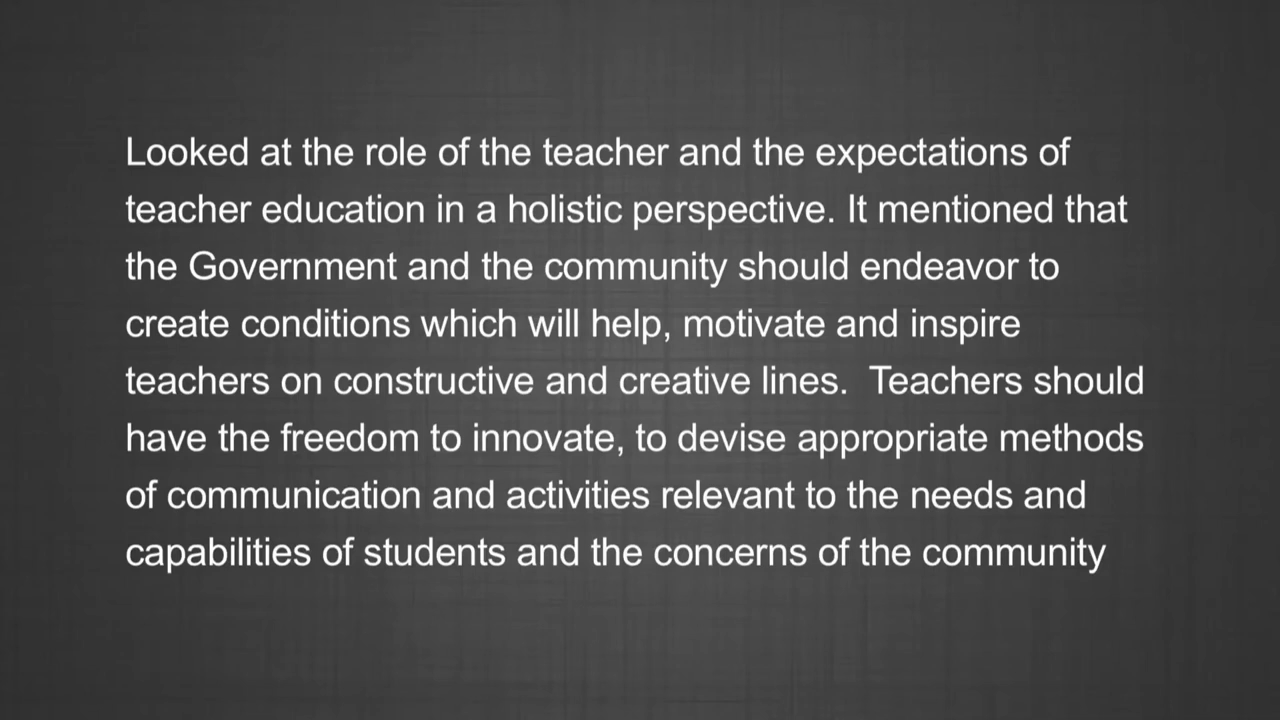 Looked at the role of the teacher and the expectations of
teacher education in a holistic perspective. It mentioned that
the Government and the community should endeavor to
create conditions which will help, motivate and inspire
teachers on constructive and creative lines.  Teachers should
have the freedom to innovate, to devise appropriate methods
of communication and activities relevant to the needs and
capabilities of students and the concerns of the community